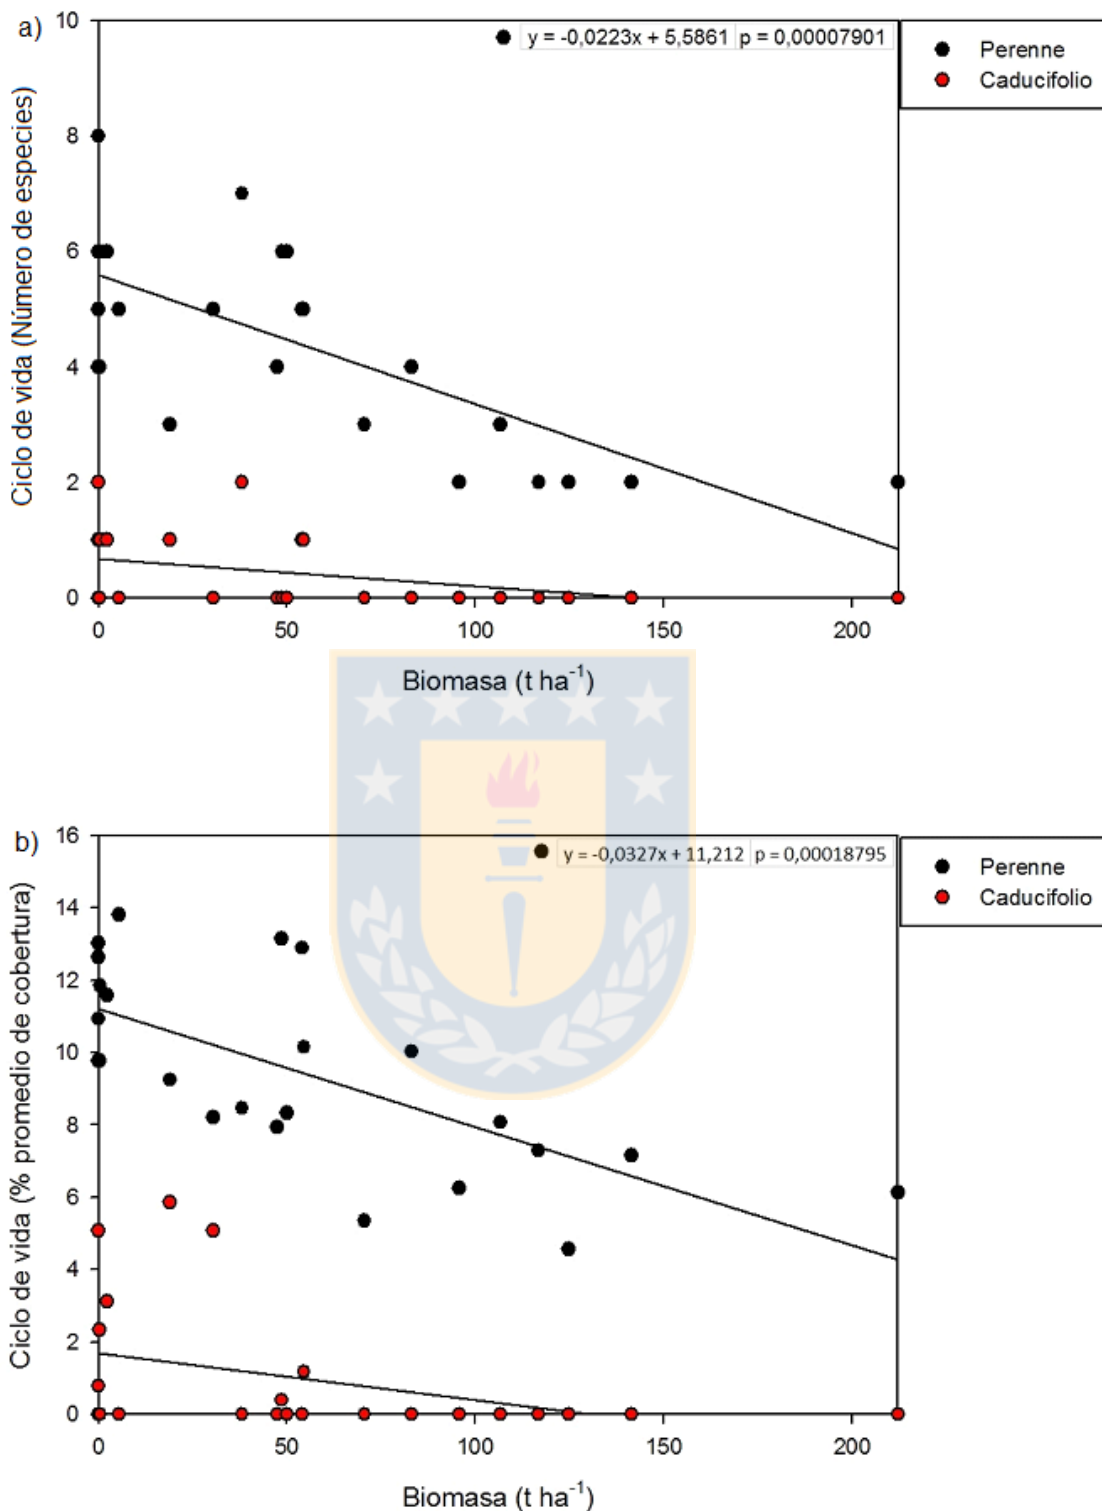 a)
Ciclo de vida (Número de especies)
10
8
6
4
2
0
y = -0,0223x + 5,5861 p = 0,00007901
Perenne
Caducifolio
0 50 100 150 200
Biomasa (t ha⁻¹)
b)
Ciclo de vida (% promedio de cobertura)
16
14
12
10
8
6
4
2
0
y = -0,0327x + 11,212 p = 0,00018795
Perenne
Caducifolio
0 50 100 150 200
Biomasa (t ha⁻¹)